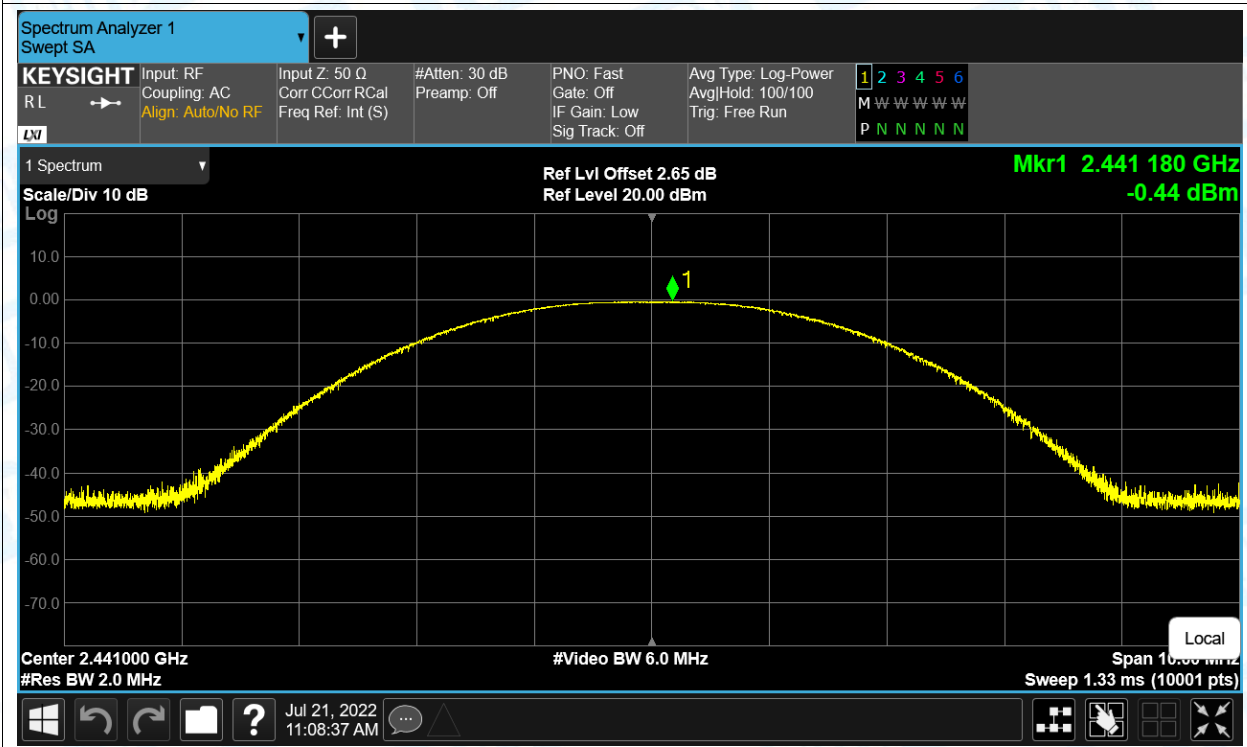 Spectrum Analyzer 1
Swept SA
KEYSIGHT
R L
LXI
Input: RF
Coupling: AC
Align: Auto/No RF
Input Z: 50 Ω
Corr CCorr RCal
Freq Ref: Int (S)
#Atten: 30 dB
Preamp: Off
PNO: Fast
Gate: Off
IF Gain: Low
Sig Track: Off
Avg Type: Log-Power
Avg|Hold: 100/100
Trig: Free Run
1 2 3 4 5 6
M W W W W W
P N N N N N
1 Spectrum
Scale/Div 10 dB
Log
Ref Lvl Offset 2.65 dB
Ref Level 20.00 dBm
Mkr1 2.441 180 GHz
-0.44 dBm
1
10.0
0.00
-10.0
-20.0
-30.0
-40.0
-50.0
-60.0
-70.0
Local
Center 2.441000 GHz
#Video BW 6.0 MHz
Span 10.00 MHz
#Res BW 2.0 MHz
Sweep 1.33 ms (10001 pts)
?
Jul 21, 2022
11:08:37 AM